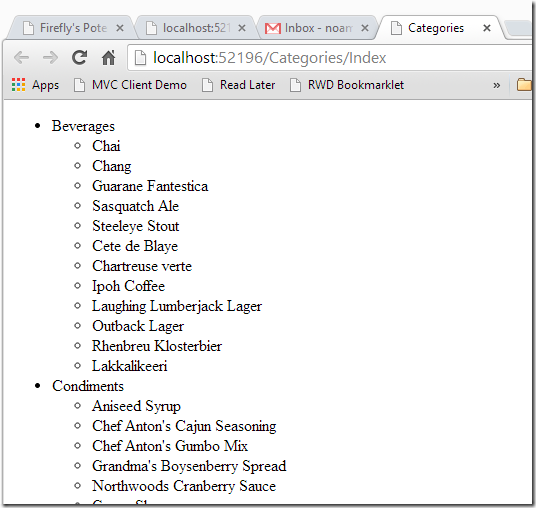 Firefly's Pote
localhost:521
Inbox - noam
Categories
localhost:52196/Categories/Index
Apps
MVC Client Demo
Read Later
RWD Bookmarklet
»
Beverages
Chai
Chang
Guarane Fantestica
Sasquatch Ale
Steeleye Stout
Cete de Blaye
Chartreuse verte
Ipoh Coffee
Laughing Lumberjack Lager
Outback Lager
Rhenbreu Klosterbier
Lakkalikeeri
Condiments
Aniseed Syrup
Chef Anton's Cajun Seasoning
Chef Anton's Gumbo Mix
Grandma's Boysenberry Spread
Northwoods Cranberry Sauce